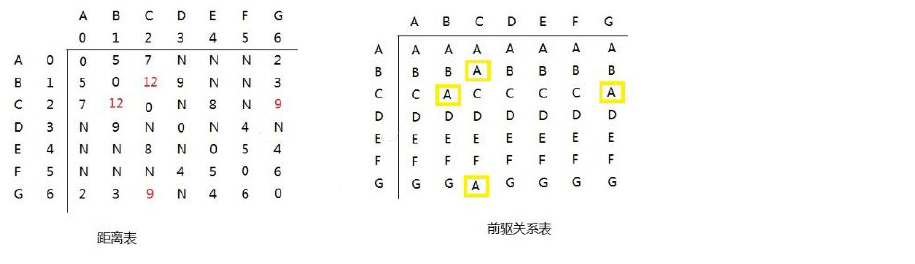 A B C D E F G
0 1 2 3 4 5 6
A 0 0 5 7 N N N 2
B 1 5 0 12 9 N N 3
C 2 7 12 0 N 8 N 9
D 3 N 9 N 0 N 4 N
E 4 N N 8 N 0 5 4
F 5 N N N 4 5 0 6
G 6 2 3 9 N 4 6 0
距离表
A B C D E F G
A A A A A A A A
B B B A B B B B
C C A C C C C A
D D D D D D D D
E E E E E E E E
F F F F F F F F
G G G A G G G G
前驱关系表